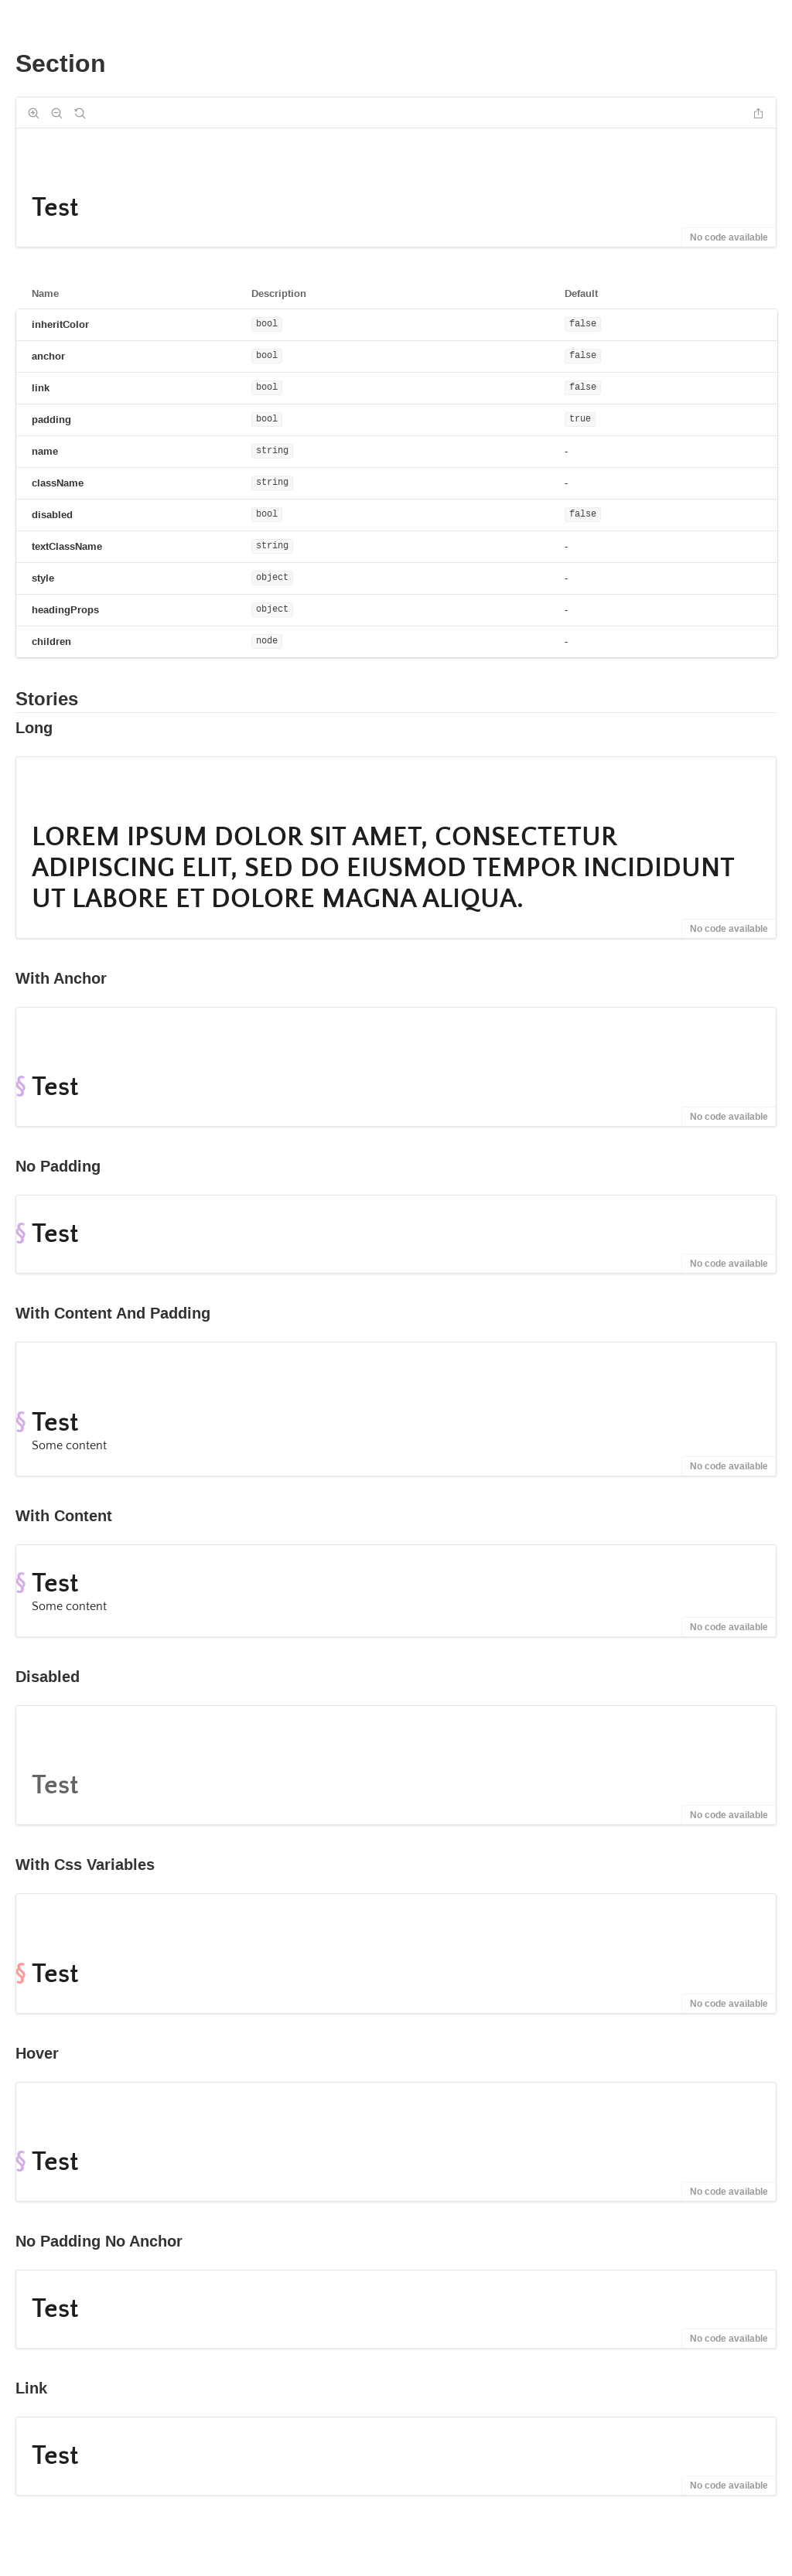 Section
Test
No code available
Name Description Default
inheritColor bool false
anchor bool false
link bool false
padding bool true
name string -
className string -
disabled bool false
textClassName string -
style object -
headingProps object -
children node -
Stories
Long
LOREM IPSUM DOLOR SIT AMET, CONSECTETUR
ADIPISCING ELIT, SED DO EIUSMOD TEMPOR INCIDIDUNT
UT LABORE ET DOLORE MAGNA ALIQUA.
No code available
With Anchor
§ Test
No code available
No Padding
§ Test
No code available
With Content And Padding
§ Test
Some content
No code available
With Content
§ Test
Some content
No code available
Disabled
Test
No code available
With Css Variables
§ Test
No code available
Hover
§ Test
No code available
No Padding No Anchor
Test
No code available
Link
Test
No code available